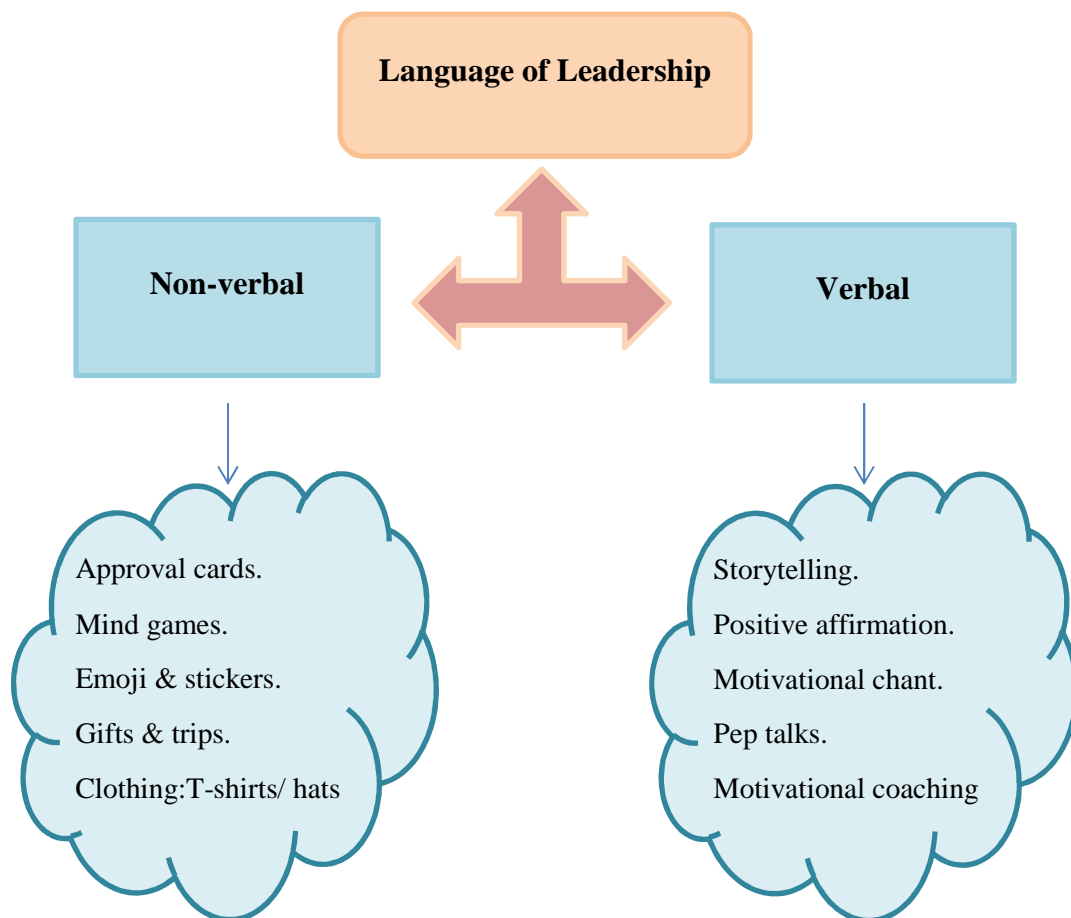 Language of Leadership
Non-verbal
Verbal
Approval cards.
Mind games.
Emoji & stickers.
Gifts & trips.
Clothing:T-shirts/ hats
Storytelling.
Positive affirmation.
Motivational chant.
Pep talks.
Motivational coaching